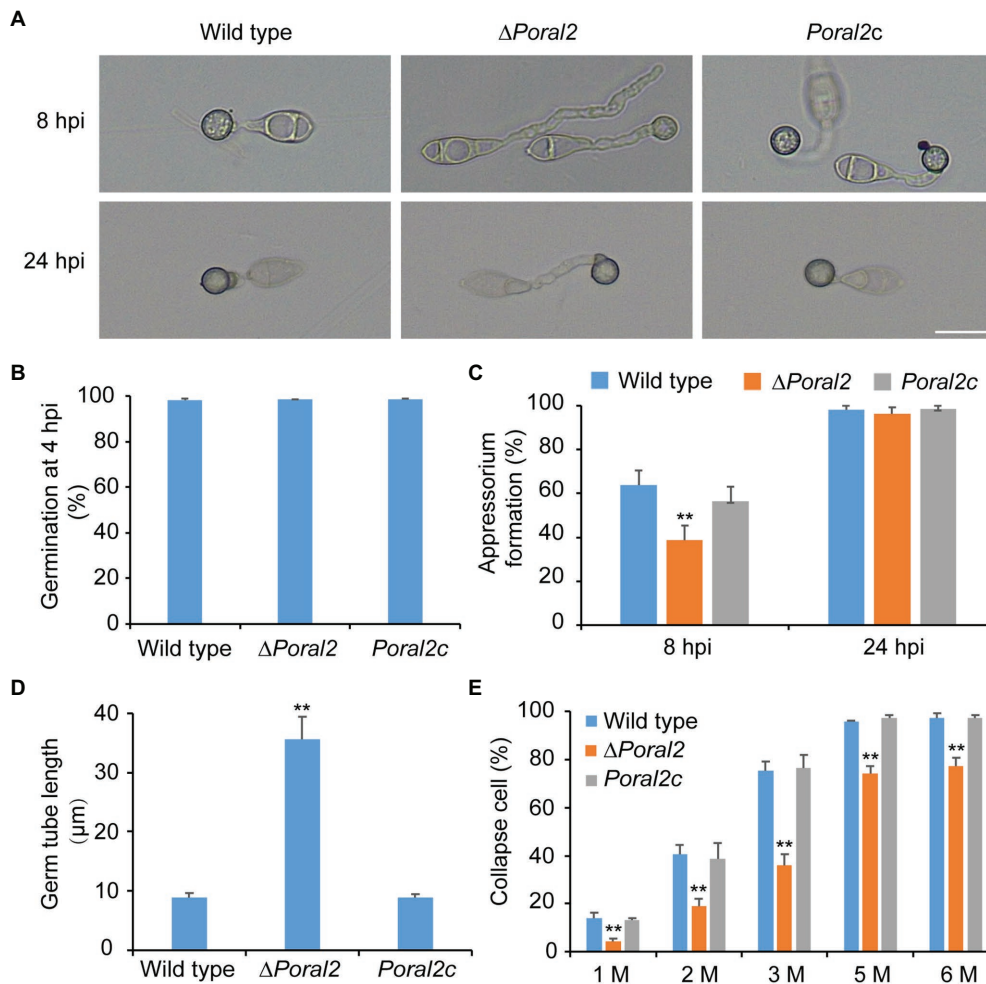 A
Wild type ΔPoral2 Poral2c
8 hpi
24 hpi
B
Germination at 4 hpi
(%)
100
80
60
40
20
0
Wild type ΔPoral2 Poral2c
C
Wild type ΔPoral2 Poral2c
Appressorium
formation (%)
100
80
60
40
20
0
**
8 hpi 24 hpi
D
Germ tube length
(μm)
40
30
20
10
0
**
Wild type ΔPoral2 Poral2c
E
Wild type
ΔPoral2
Poral2c
Collapse cell (%)
100
80
60
40
20
0
**
**
**
**
**
1 M 2 M 3 M 5 M 6 M